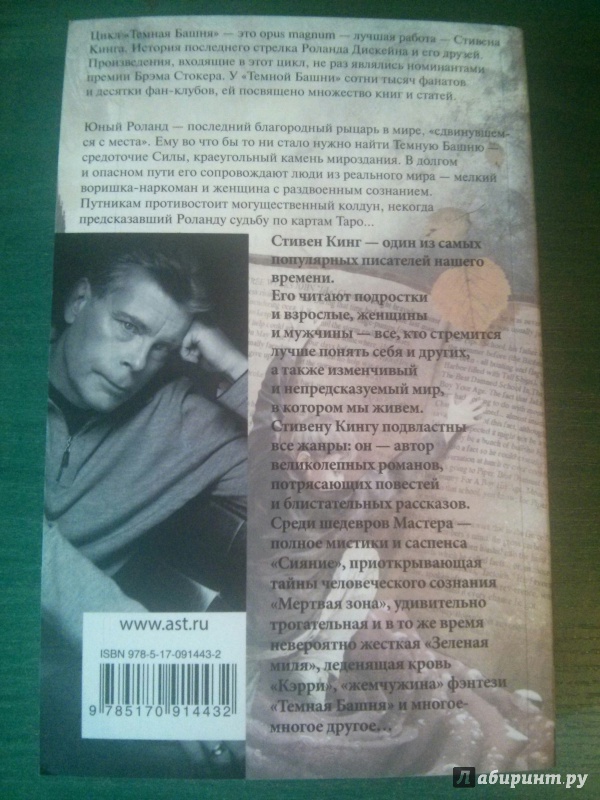 Цикл «Темная Башня» — это opus magnum — лучшая работа — Стивена
Кинга. История последнего стрелка Роланда Дискейна и его друзей.
Произведения, входящие в этот цикл, не раз являлись номинантами
премии Брэма Стокера. У «Темной Башни» сотни тысяч фанатов
и десятки фан-клубов, ей посвящено множество книг и статей.
Юный Роланд — последний благородный рыцарь в мире, «сдвинувшем-
ся с места». Ему во что бы то ни стало нужно найти Темную Башню —
средоточие Силы, краеугольный камень мироздания. В долгом
и опасном пути его сопровождают люди из реального мира — мелкий
воришка-наркоман и женщина с раздвоенным сознанием.
Путникам противостоит могущественный колдун, некогда
предсказавший Роланду судьбу по картам Таро...
Стивен Кинг — один из самых
популярных писателей нашего
времени.
Его читают подростки
и взрослые, женщины
и мужчины — все, кто стремится
лучше понять себя и других,
а также изменчивый
и непредсказуемый мир,
в котором мы живем.
Стивену Кингу подвластны
все жанры: он — автор
великолепных романов,
потрясающих повестей
и блистательных рассказов.
Среди шедевров Мастера —
полное мистики и саспенса
«Сияние», приоткрывающая
тайны человеческого сознания
«Мертвая зона», удивительно
трогательная и в то же время
невероятно жесткая «Зеленая
миля», леденящая кровь
«Кэрри», «жемчужина» фэнтези
«Темная Башня» и многое-
многое другое…
www.ast.ru
ISBN 978-5-17-091443-2
9 785170 914432
Лабиринт.ру